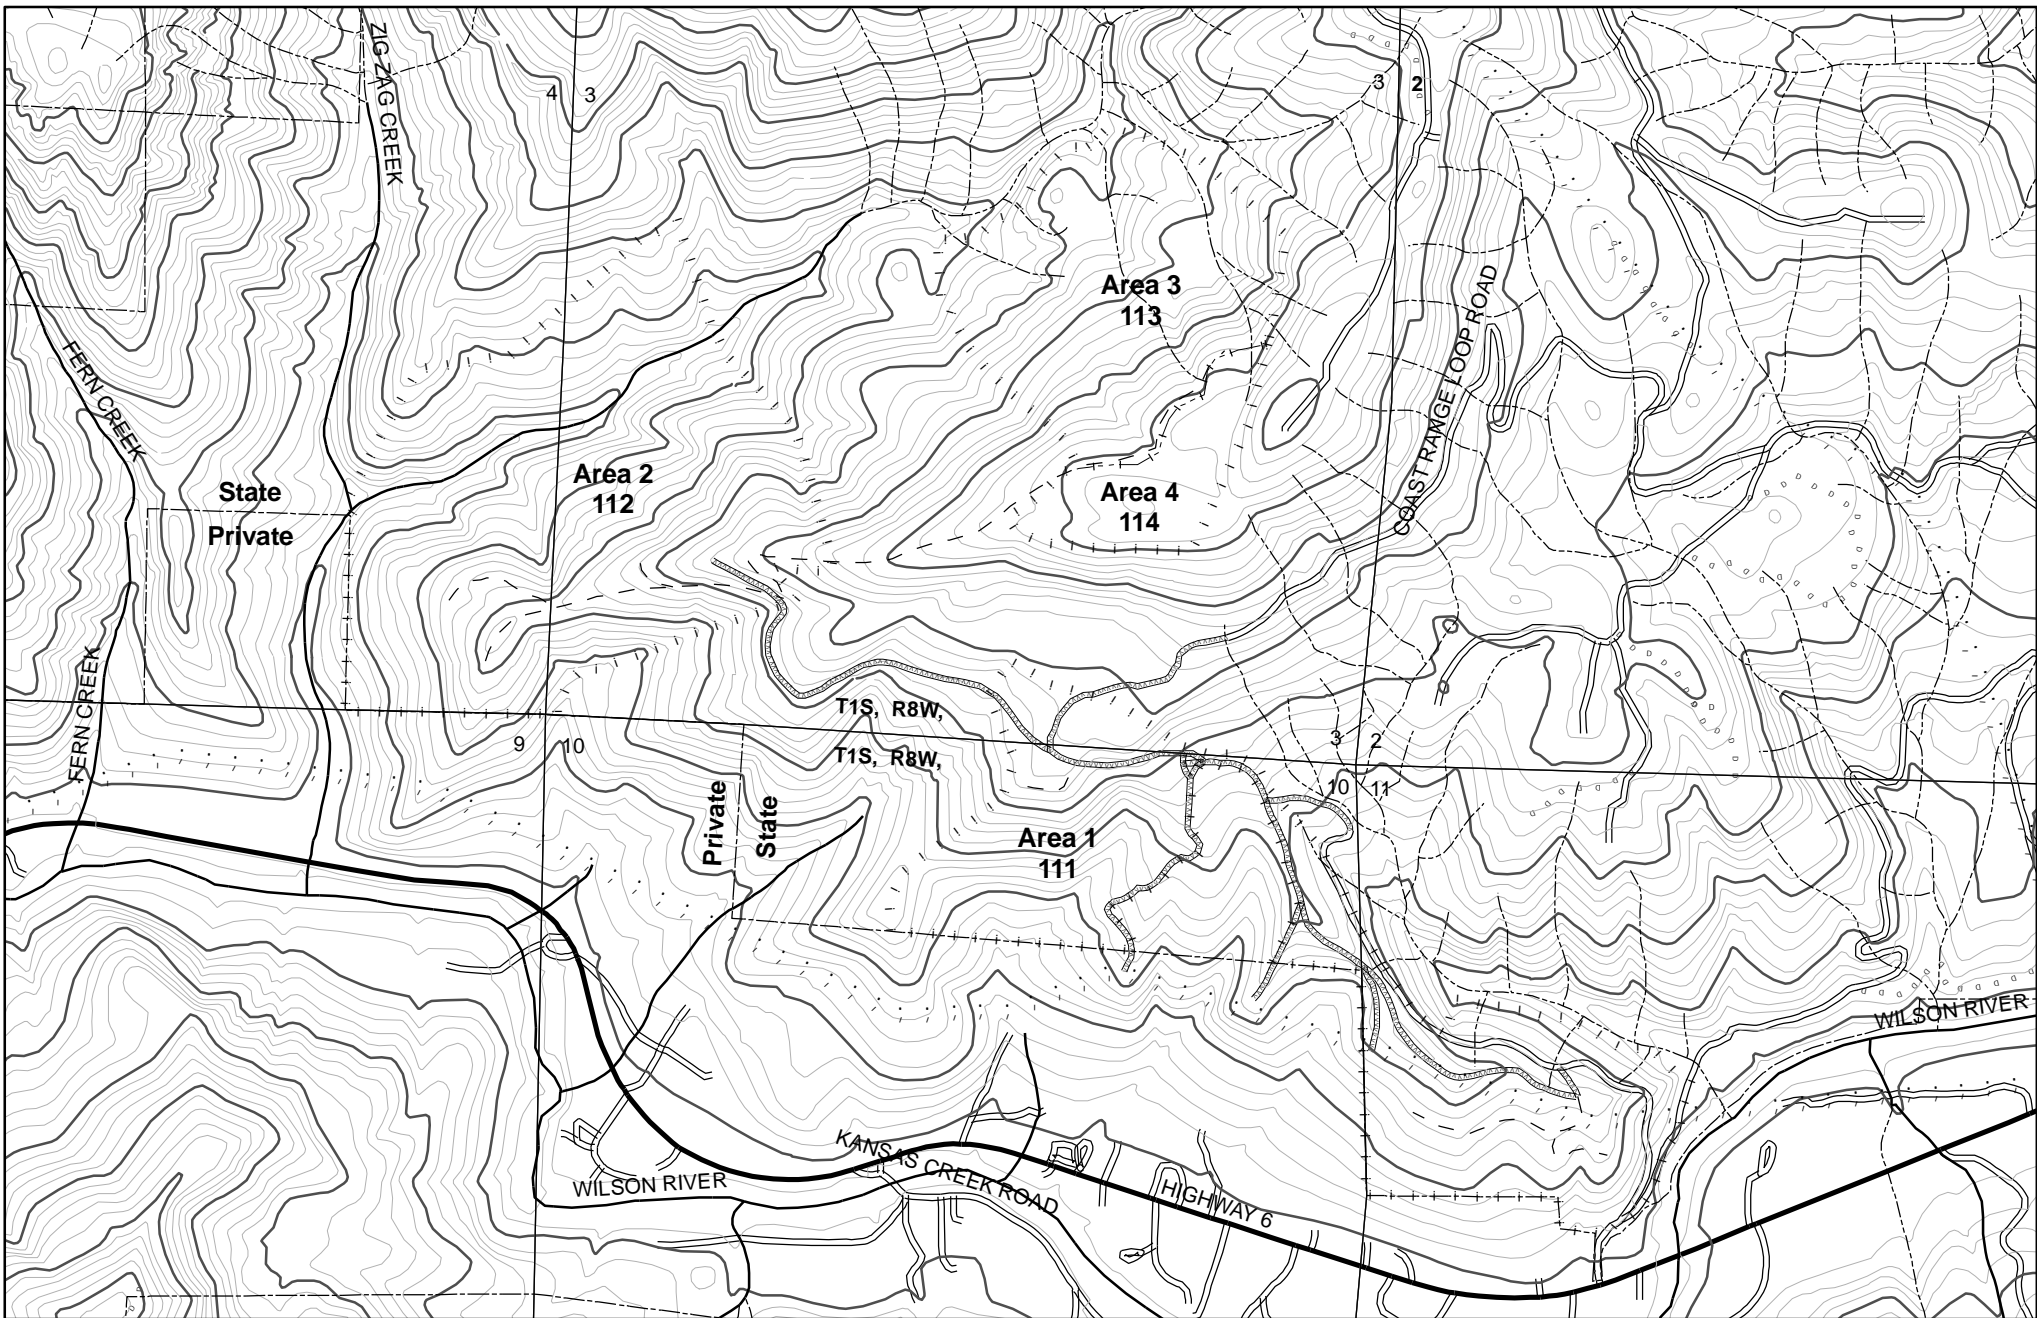 ZIG ZAG CREEK
4
3
3
2
Area 3
113
COAST RANGE LOOP ROAD
FERN CREEK
Area 2
112
State
Private
Area 4
114
FERN CREEK
T1S, R8W,
T1S, R8W,
9
10
3
2
10
11
Private
State
Area 1
111
WILSON RIVER
KANSAS CREEK ROAD
WILSON RIVER
HIGHWAY 6